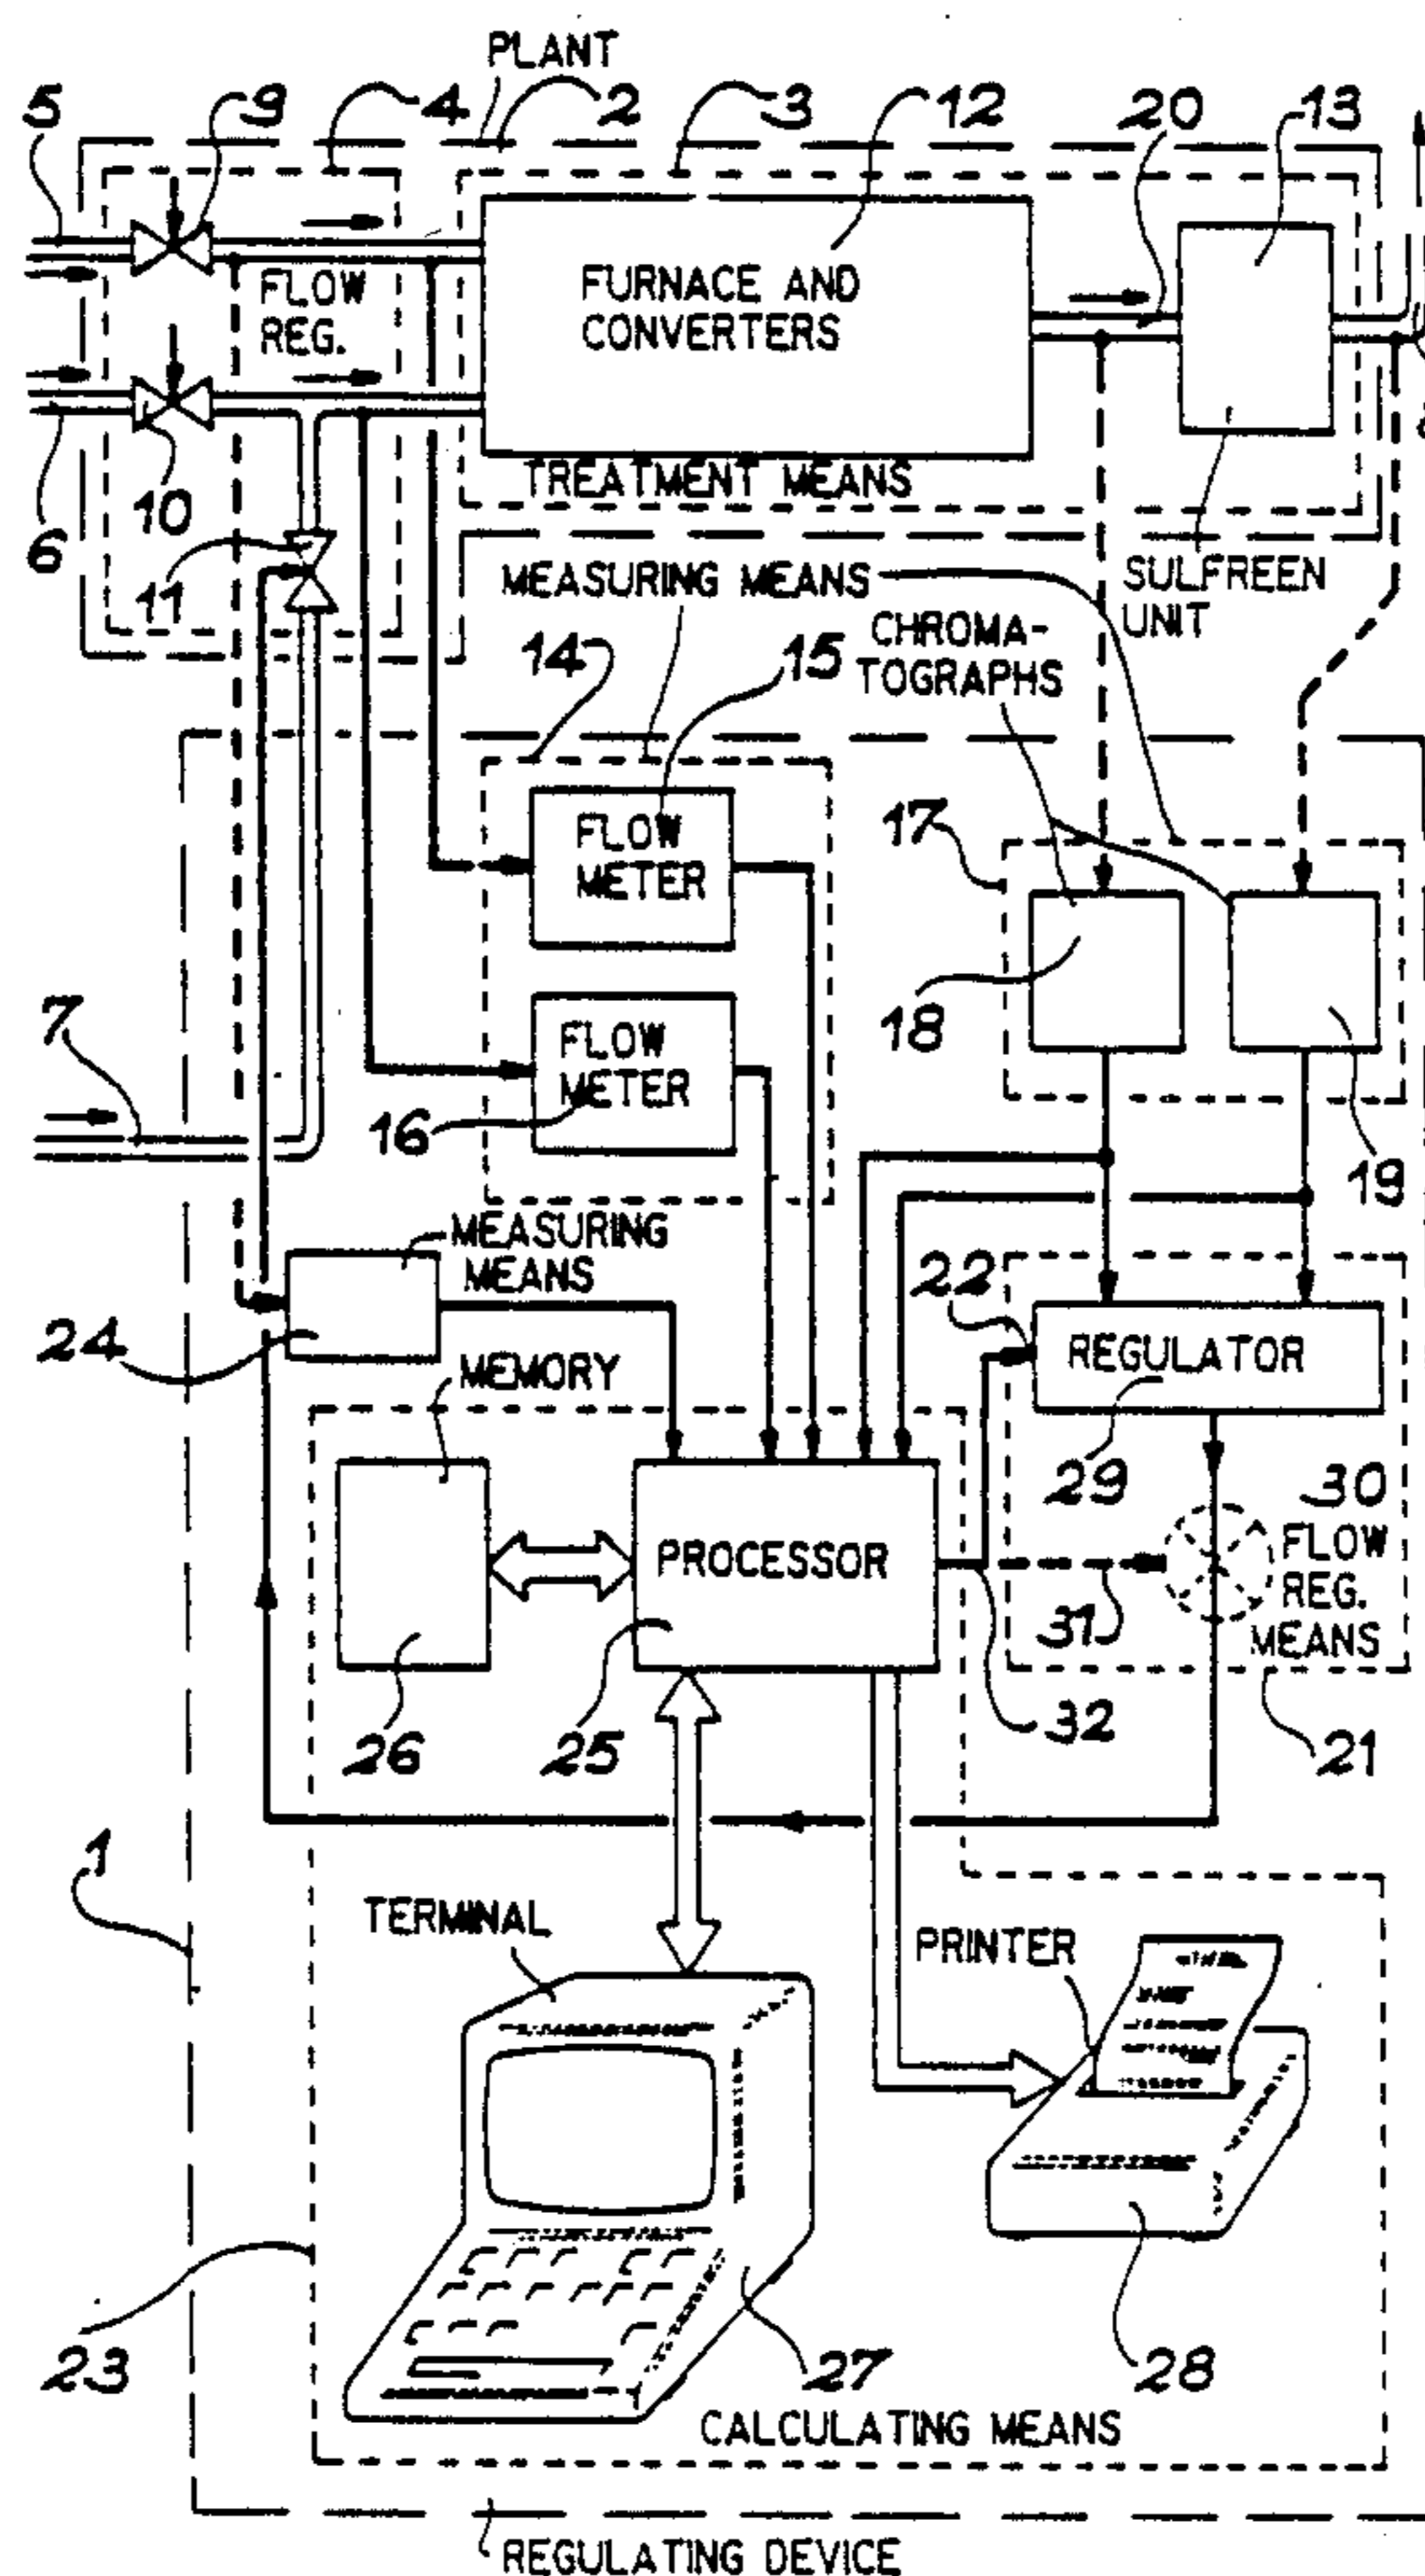 PLANT
5
9
4
2
3
12
20
13
FLOW
REG.
FURNACE AND
CONVERTERS
TREATMENT MEANS
10
6
11
MEASURING MEANS
SULFREEN
UNIT
CHROMA-
TOGRAPHS
14
15
FLOW
METER
17
18
19
7
FLOW
METER
16
MEASURING
MEANS
24
22
REGULATOR
29
MEMORY
PROCESSOR
30
FLOW
REG.
MEANS
31
32
26
25
21
1
TERMINAL
PRINTER
23
27
28
CALCULATING MEANS
REGULATING DEVICE